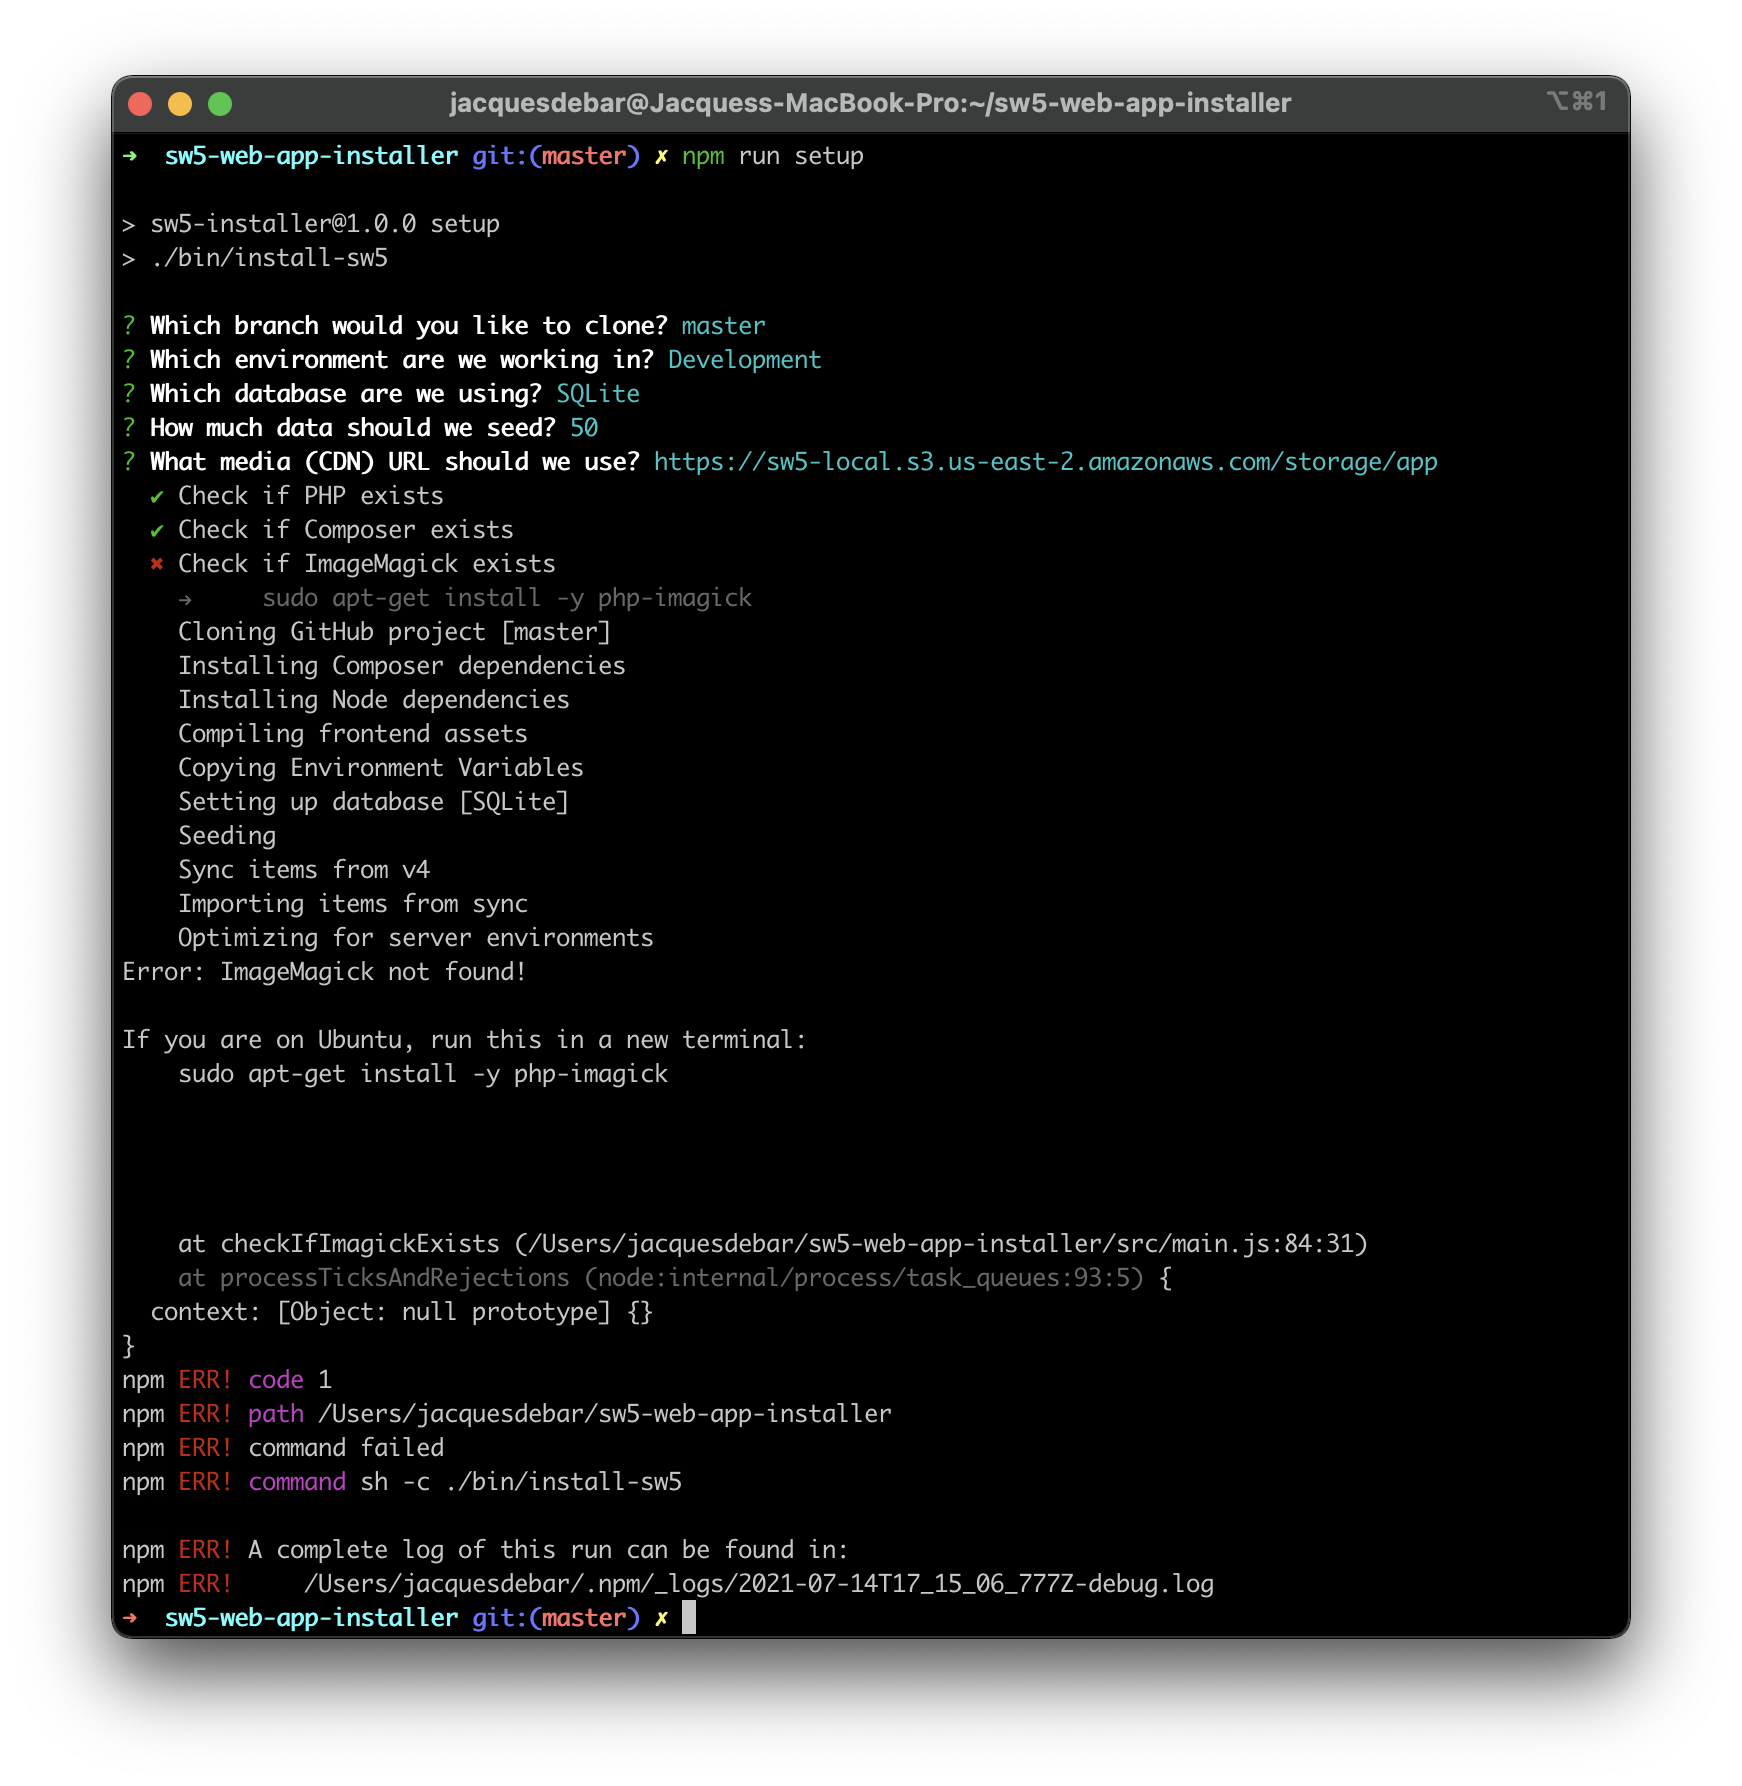 jacquesdebar@Jacquess-MacBook-Pro:~/sw5-web-app-installer ⌥⌘1
➜  sw5-web-app-installer git:(master) ✗ npm run setup
> sw5-installer@1.0.0 setup
> ./bin/install-sw5
? Which branch would you like to clone? master
? Which environment are we working in? Development
? Which database are we using? SQLite
? How much data should we seed? 50
? What media (CDN) URL should we use? https://sw5-local.s3.us-east-2.amazonaws.com/storage/app
  ✔ Check if PHP exists
  ✔ Check if Composer exists
  ✖ Check if ImageMagick exists
    →     sudo apt-get install -y php-imagick
    Cloning GitHub project [master]
    Installing Composer dependencies
    Installing Node dependencies
    Compiling frontend assets
    Copying Environment Variables
    Setting up database [SQLite]
    Seeding
    Sync items from v4
    Importing items from sync
    Optimizing for server environments
Error: ImageMagick not found!
If you are on Ubuntu, run this in a new terminal:
    sudo apt-get install -y php-imagick
    at checkIfImagickExists (/Users/jacquesdebar/sw5-web-app-installer/src/main.js:84:31)
    at processTicksAndRejections (node:internal/process/task_queues:93:5) {
  context: [Object: null prototype] {}
}
npm ERR! code 1
npm ERR! path /Users/jacquesdebar/sw5-web-app-installer
npm ERR! command failed
npm ERR! command sh -c ./bin/install-sw5
npm ERR! A complete log of this run can be found in:
npm ERR!     /Users/jacquesdebar/.npm/_logs/2021-07-14T17_15_06_777Z-debug.log
➜  sw5-web-app-installer git:(master) ✗